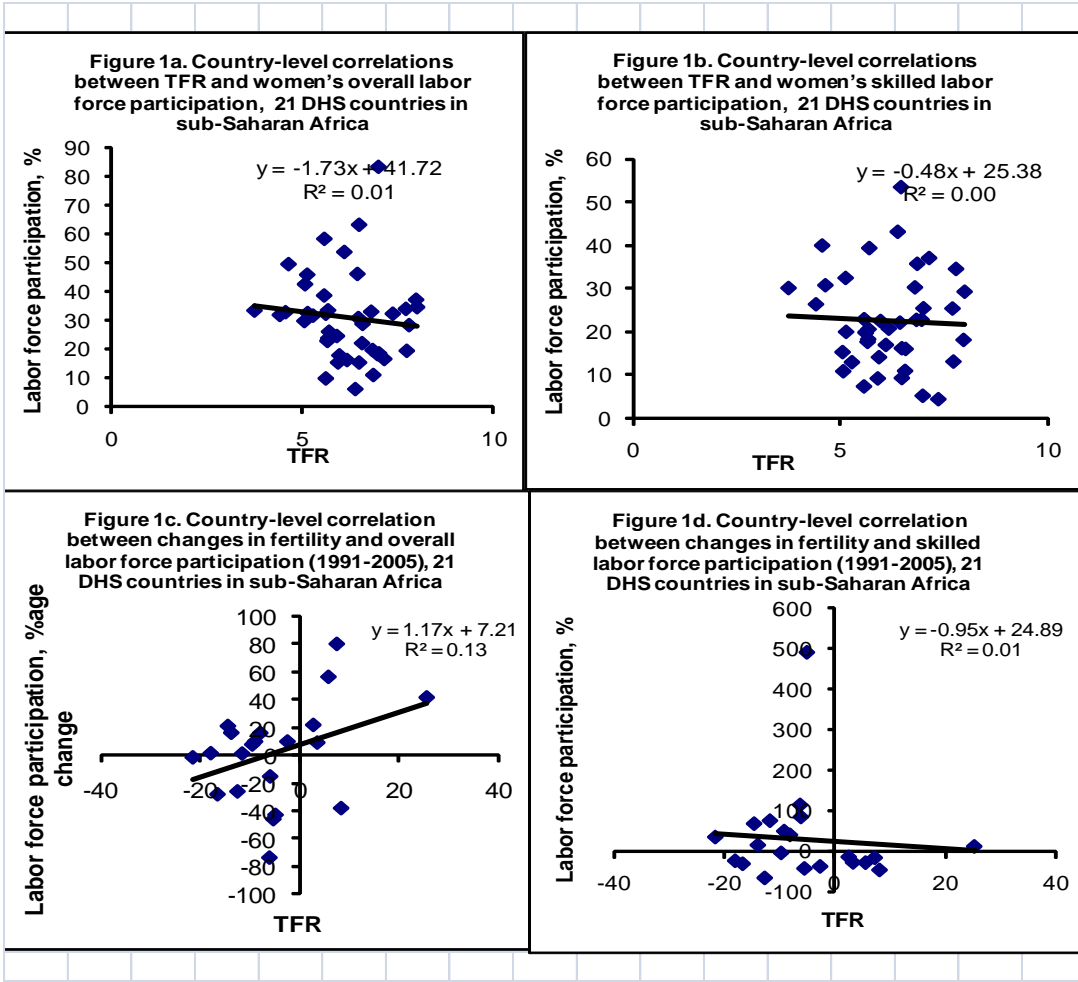 Figure 1a. Country-level correlations
between TFR and women's overall labor
force participation, 21 DHS countries in
sub-Saharan Africa
Labor force participation, %
90
80
70
60
50
40
30
20
10
0
y = -1.73x + 41.72
R² = 0.01
0
5
10
TFR
Figure 1b. Country-level correlations
between TFR and women's skilled labor
force participation, 21 DHS countries in
sub-Saharan Africa
Labor force participation, %
60
50
40
30
20
10
0
y = -0.48x + 25.38
R² = 0.00
0
5
10
TFR
Figure 1c. Country-level correlation
between changes in fertility and overall
labor force participation (1991-2005), 21
DHS countries in sub-Saharan Africa
Labor force participation, %age
change
100
80
60
40
20
0
-20
-40
-60
-80
-100
y = 1.17x + 7.21
R² = 0.13
-40
-20
0
20
40
TFR
Figure 1d. Country-level correlation
between changes in fertility and skilled
labor force participation (1991-2005), 21
DHS countries in sub-Saharan Africa
Labor force participation, %
600
500
400
300
200
100
0
-100
y = -0.95x + 24.89
R² = 0.01
-40
-20
0
20
40
TFR